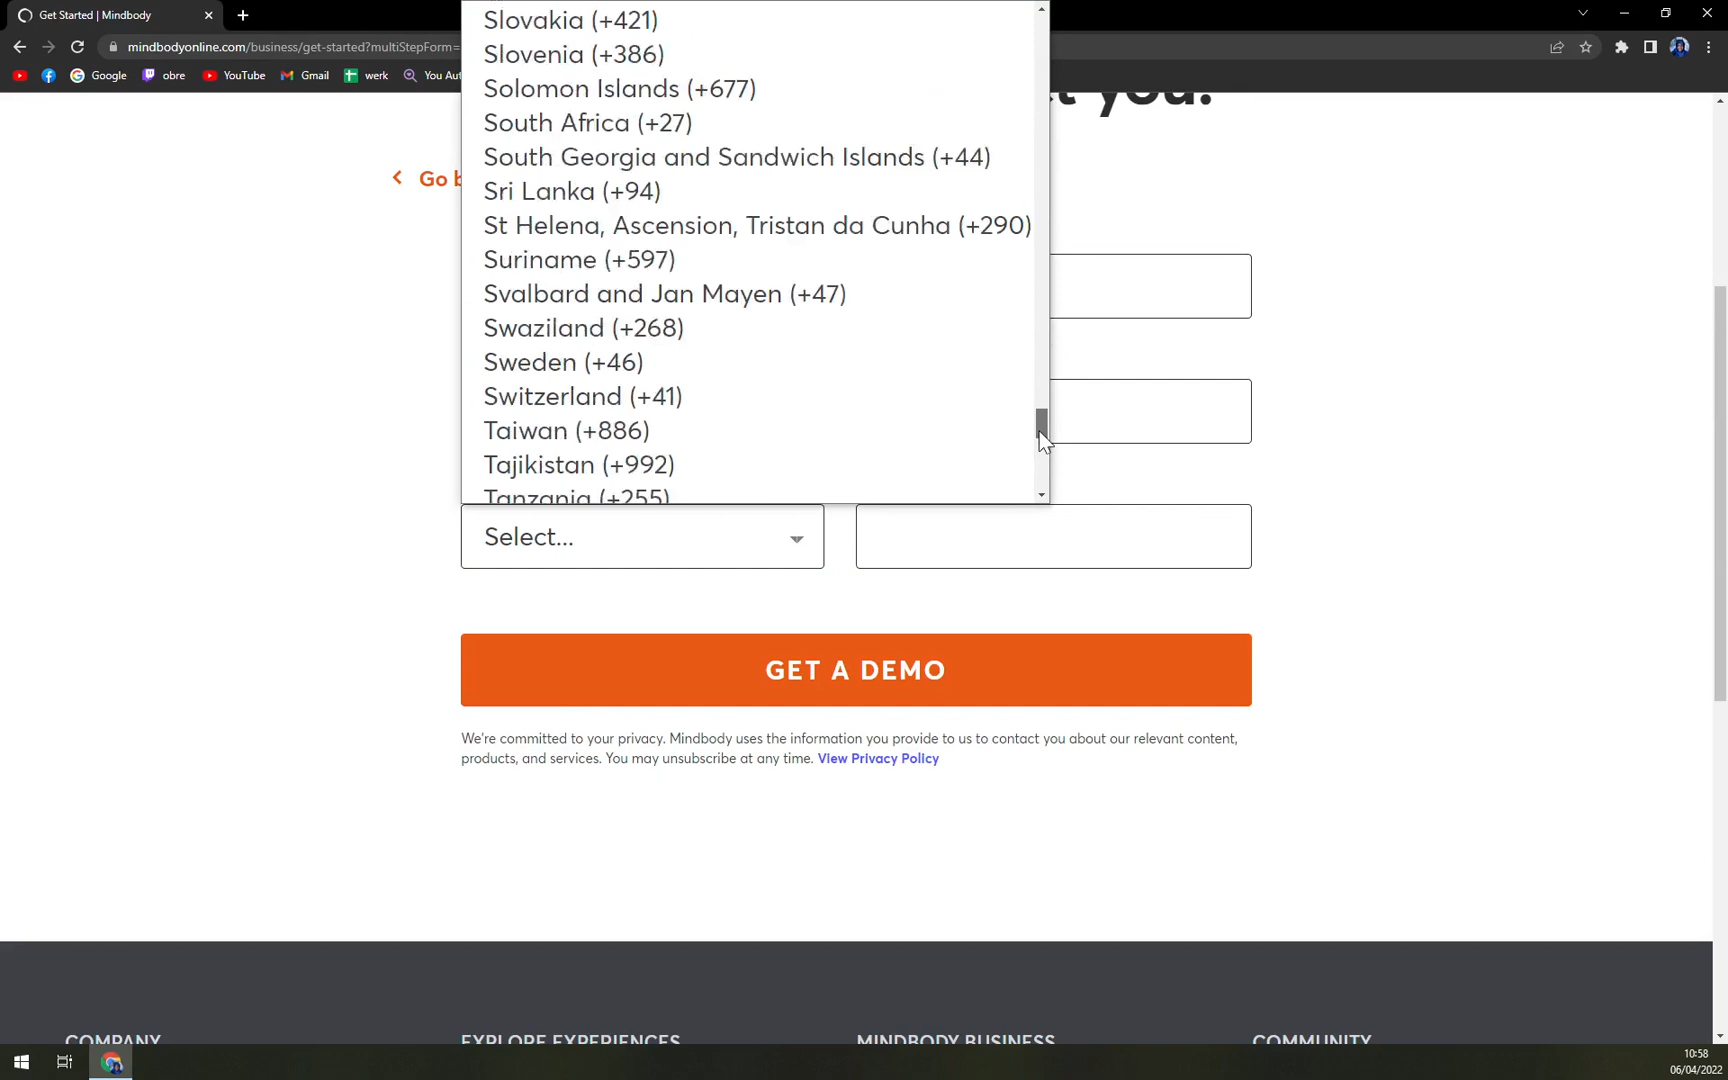 Get Started | Mindbody
mindbodyonline.com/business/get-started?multiStepForm=
Google
obre
YouTube
Gmail
werk
You Aut
t you.
Go b
Slovakia (+421)
Slovenia (+386)
Solomon Islands (+677)
South Africa (+27)
South Georgia and Sandwich Islands (+44)
Sri Lanka (+94)
St Helena, Ascension, Tristan da Cunha (+290)
Suriname (+597)
Svalbard and Jan Mayen (+47)
Swaziland (+268)
Sweden (+46)
Switzerland (+41)
Taiwan (+886)
Tajikistan (+992)
Tanzania (+255)
Select...
GET A DEMO
We're committed to your privacy. Mindbody uses the information you provide to us to contact you about our relevant content,
products, and services. You may unsubscribe at any time. View Privacy Policy
COMPANY
EXPLORE EXPERIENCES
MINDBODY BUSINESS
COMMUNITY
10:58
06/04/2022